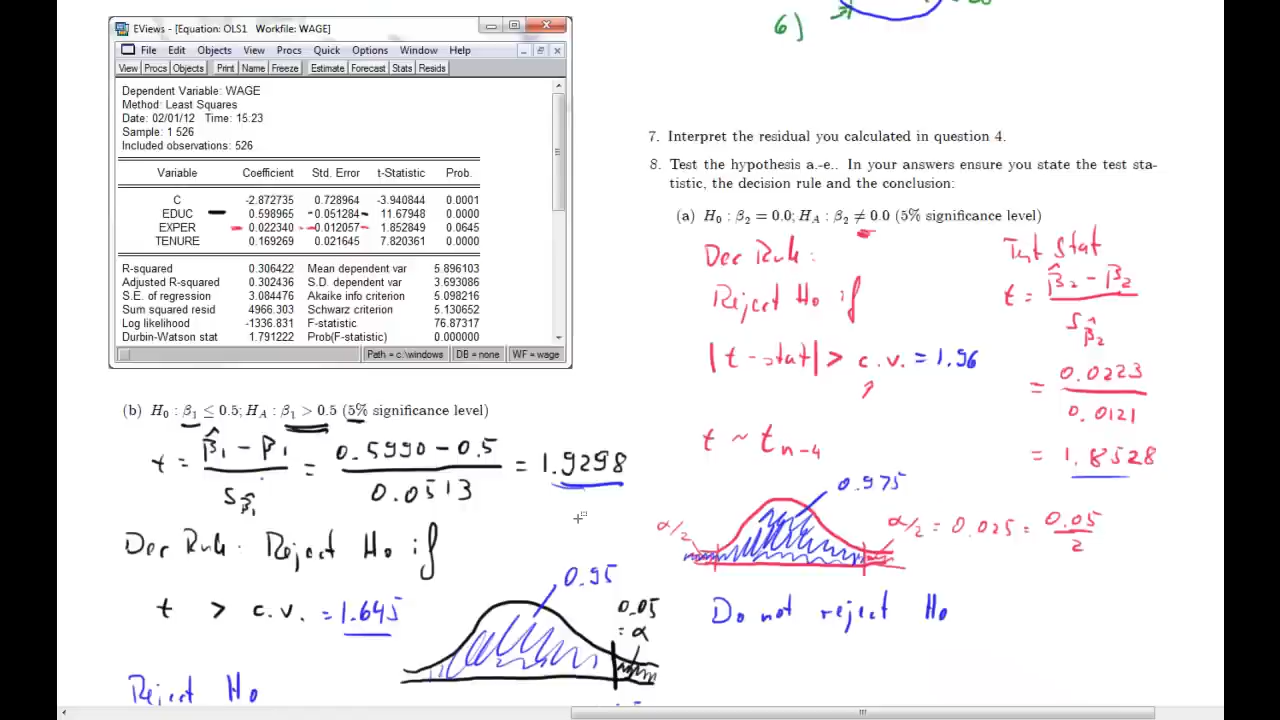 6)
EViews - [Equation: OLS1 Workfile: WAGE]
File Edit Objects View Procs Quick Options Window Help
View Procs Objects Print Name Freeze Estimate Forecast Stats Resids
Dependent Variable: WAGE
Method: Least Squares
Date: 02/01/12 Time: 15:23
Sample: 1 526
Included observations: 526
Variable Coefficient Std. Error t-Statistic Prob.
C -2.872735 0.728964 -3.940844 0.0001
EDUC 0.598965 0.051284 11.67948 0.0000
EXPER 0.022340 0.012057 1.852849 0.0645
TENURE 0.169269 0.021645 7.820361 0.0000
R-squared 0.306422 Mean dependent var 5.896103
Adjusted R-squared 0.302436 S.D. dependent var 3.693086
S.E. of regression 3.084476 Akaike info criterion 5.098216
Sum squared resid 4966.303 Schwarz criterion 5.130652
Log likelihood -1336.831 F-statistic 76.87317
Durbin-Watson stat 1.791222 Prob(F-statistic) 0.000000
Path = c:\windows DB = none WF = wage
(b) H₀ : β₁ ≤ 0.5; H_A : β₁ > 0.5 (5% significance level)
t = (β̂₁ - β₁) / S_β̂₁ = (0.5990 - 0.5) / 0.0513 = 1.9298
Dec Rule: Reject H₀ if
t > c.v. = 1.645
0.95
0.05
= α
Reject H₀
7. Interpret the residual you calculated in question 4.
8. Test the hypothesis a.-e.. In your answers ensure you state the test sta-
tistic, the decision rule and the conclusion:
(a) H₀ : β₂ = 0.0; H_A : β₂ ≠ 0.0 (5% significance level)
Dec Rule:
Reject H₀ if
|t-stat| > c.v. = 1.96
t ~ t_{n-4}
Test Stat
t = (β̂₂ - β₂) / S_β̂₂
= 0.0223 / 0.0121
= 1.8528
0.975
α/2
α/2 = 0.025 = 0.05/2
Do not reject H₀